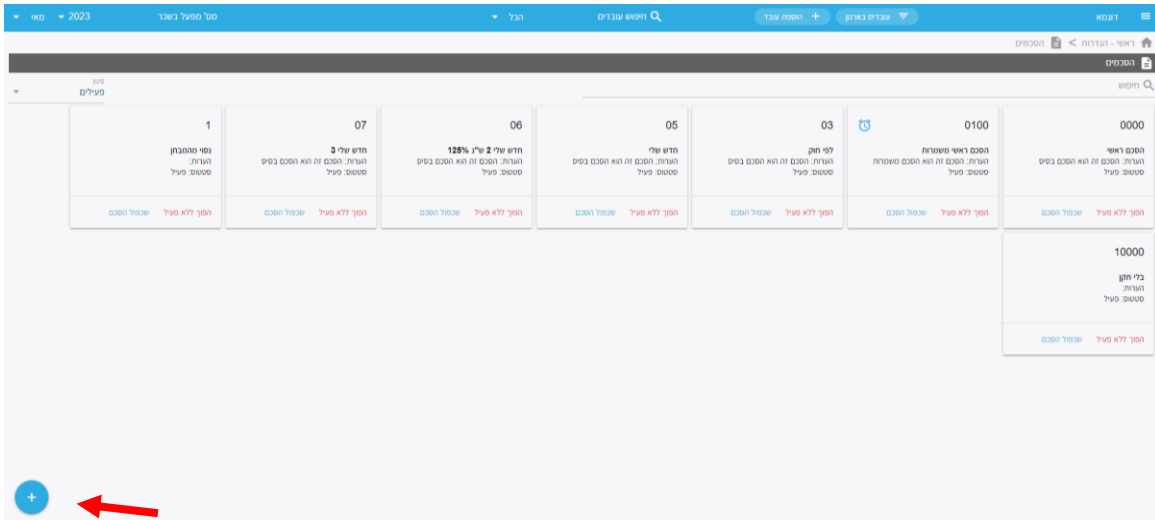 דוגמא
עובדים בארגון
+ הוספת עובד
חיפוש עובדים
הכל
מס' מפעל בשכר
2023
מאי
ראשי - הגדרות > הסכמים
הסכמים
חיפוש
סינון
פעילים
0000
הסכם ראשי
הערות: הסכם זה הוא הסכם בסיס
סטטוס: פעיל
הפוך ללא פעיל
שכפול הסכם
0100
הסכם ראשי משמרות
הערות: הסכם זה הוא הסכם משמרות
סטטוס: פעיל
הפוך ללא פעיל
שכפול הסכם
03
לפי חוק
הערות: הסכם זה הוא הסכם בסיס
סטטוס: פעיל
הפוך ללא פעיל
שכפול הסכם
05
חדש שלי
הערות: הסכם זה הוא הסכם בסיס
סטטוס: פעיל
הפוך ללא פעיל
שכפול הסכם
06
חדש שלי 2 ש"נ 125%
הערות: הסכם זה הוא הסכם בסיס
סטטוס: פעיל
הפוך ללא פעיל
שכפול הסכם
07
חדש שלי 3
הערות: הסכם זה הוא הסכם בסיס
סטטוס: פעיל
הפוך ללא פעיל
שכפול הסכם
1
נסוי מהמבחן
הערות:
סטטוס: פעיל
הפוך ללא פעיל
שכפול הסכם
10000
בלי תקן
הערות:
סטטוס: פעיל
הפוך ללא פעיל
שכפול הסכם
+